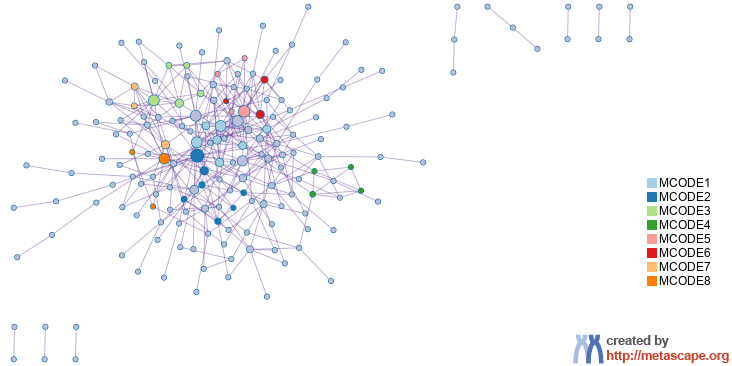 MCODE1
MCODE2
MCODE3
MCODE4
MCODE5
MCODE6
MCODE7
MCODE8
created by
http://metascape.org